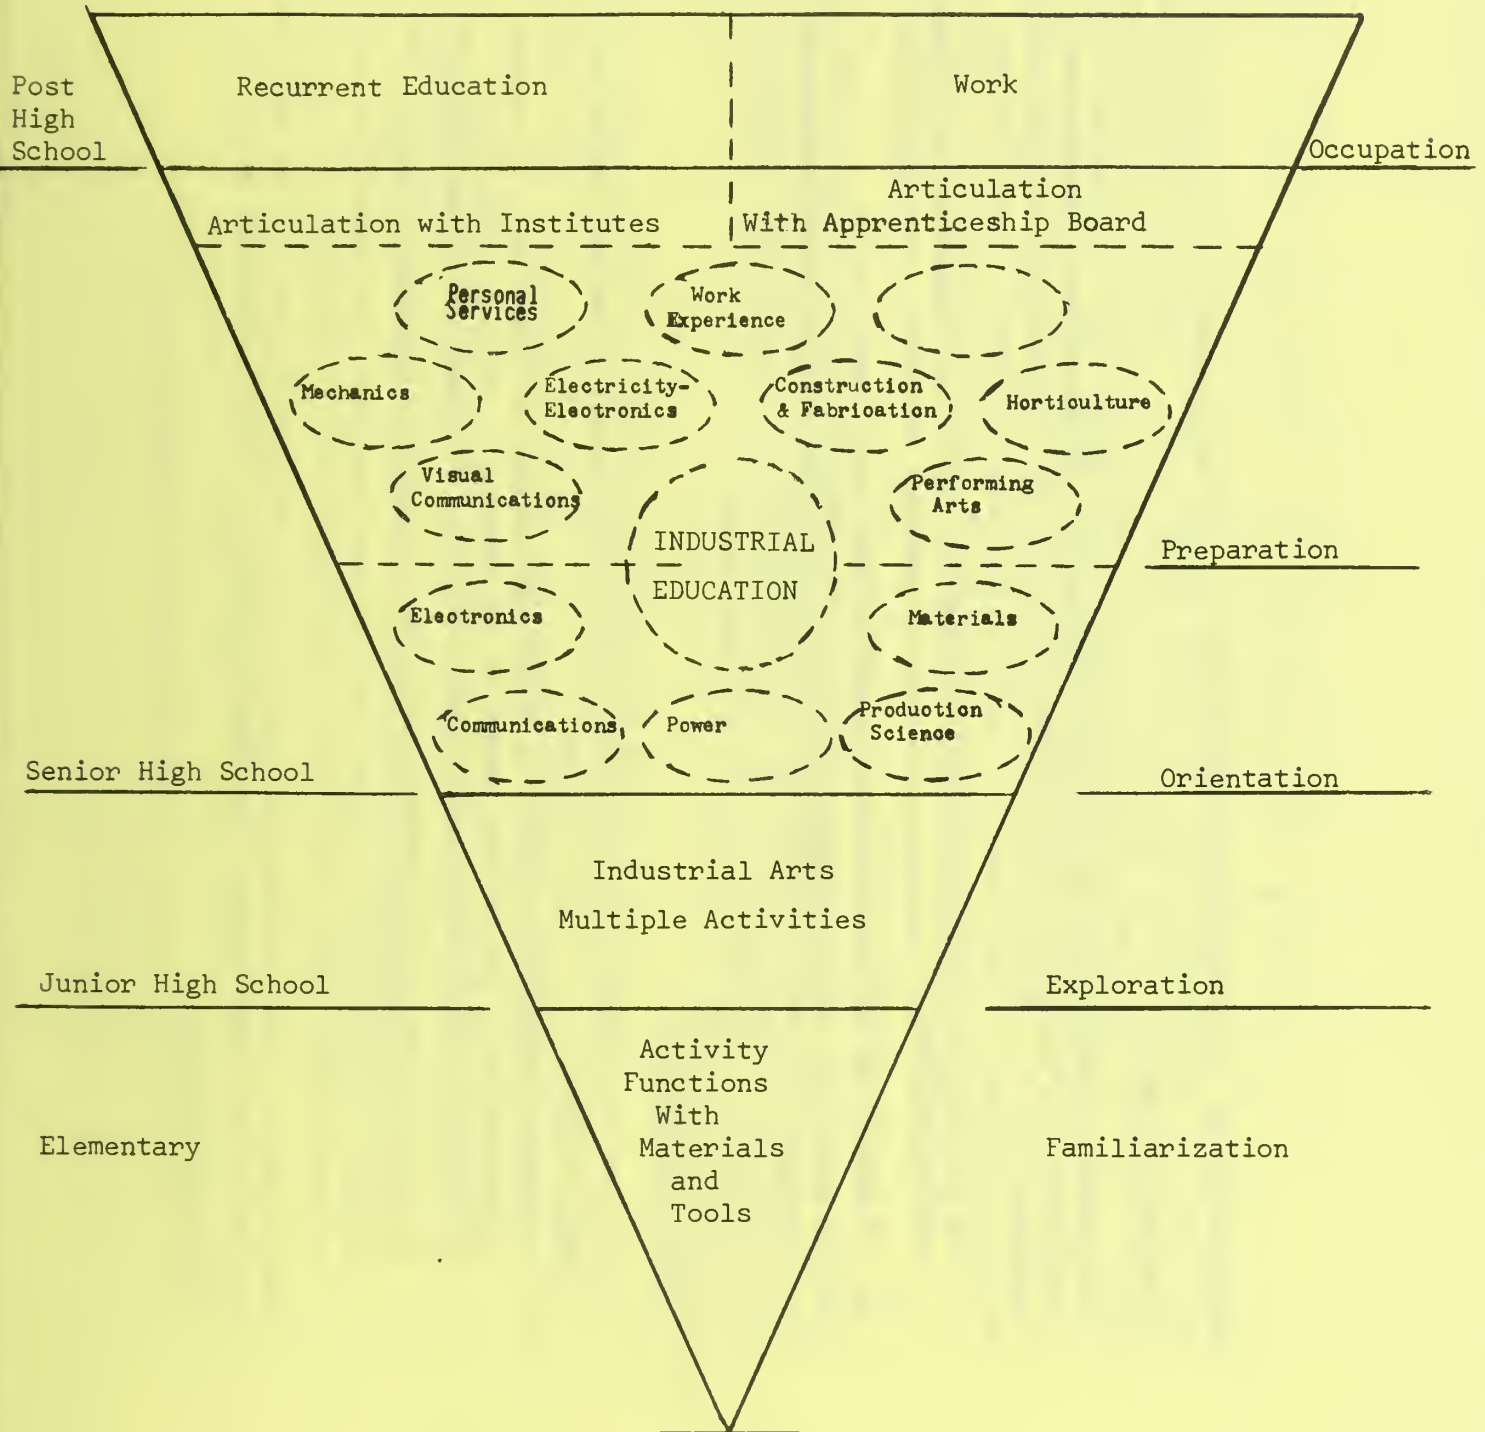 Post
High
School
Recurrent Education
Work
Occupation
Articulation with Institutes
Articulation
With Apprenticeship Board
Personal
Services
Work
Experience
Mechanics
Electricity-
Electronics
Construction
& Fabrication
Horticulture
Visual
Communications
Performing
Arts
INDUSTRIAL
EDUCATION
Preparation
Electronics
Materials
Communications
Power
Production
Science
Senior High School
Orientation
Industrial Arts
Multiple Activities
Junior High School
Exploration
Activity
Functions
With
Materials
and
Tools
Elementary
Familiarization